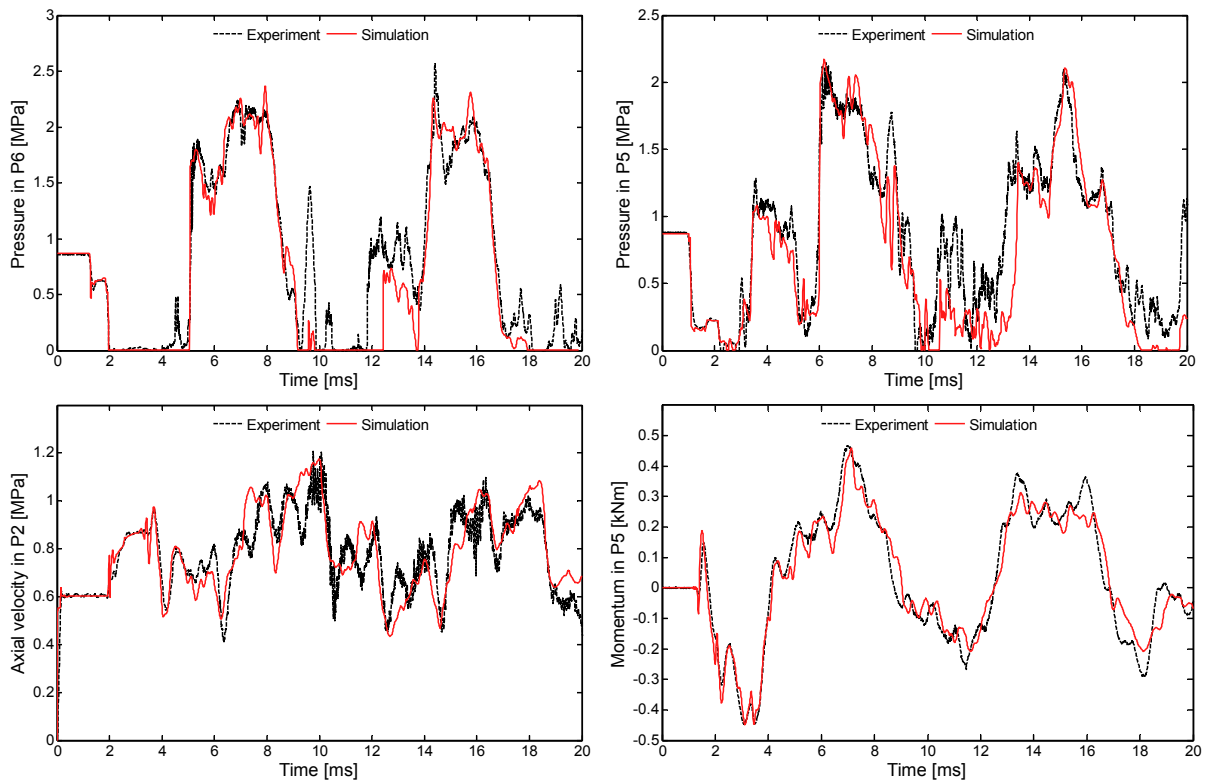 3
2.5
2
1.5
1
0.5
0
Pressure in P6 [MPa]
Experiment Simulation
0 2 4 6 8 10 12 14 16 18 20
Time [ms]
2.5
2
1.5
1
0.5
0
Pressure in P5 [MPa]
Experiment Simulation
0 2 4 6 8 10 12 14 16 18 20
Time [ms]
1.2
1
0.8
0.6
0.4
0.2
0
Axial velocity in P2 [MPa]
Experiment Simulation
0 2 4 6 8 10 12 14 16 18 20
Time [ms]
0.5
0.4
0.3
0.2
0.1
0
-0.1
-0.2
-0.3
-0.4
-0.5
Momentum in P5 [kNm]
Experiment Simulation
0 2 4 6 8 10 12 14 16 18 20
Time [ms]